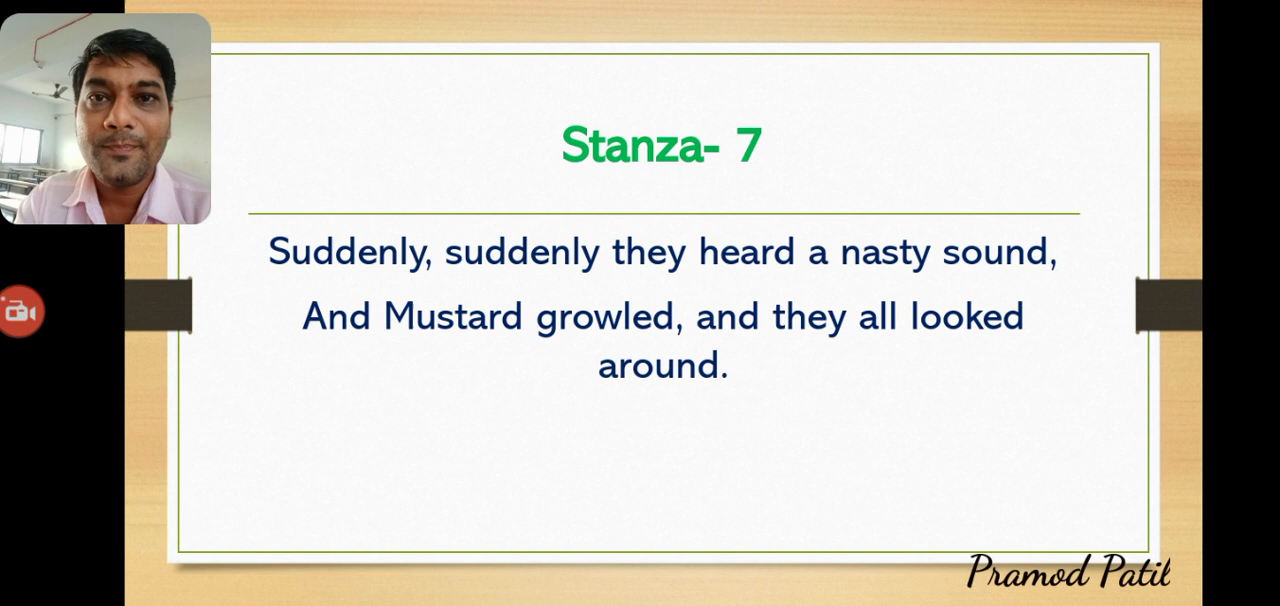 Stanza- 7
Suddenly, suddenly they heard a nasty sound,
And Mustard growled, and they all looked
around.
Pramod Patil